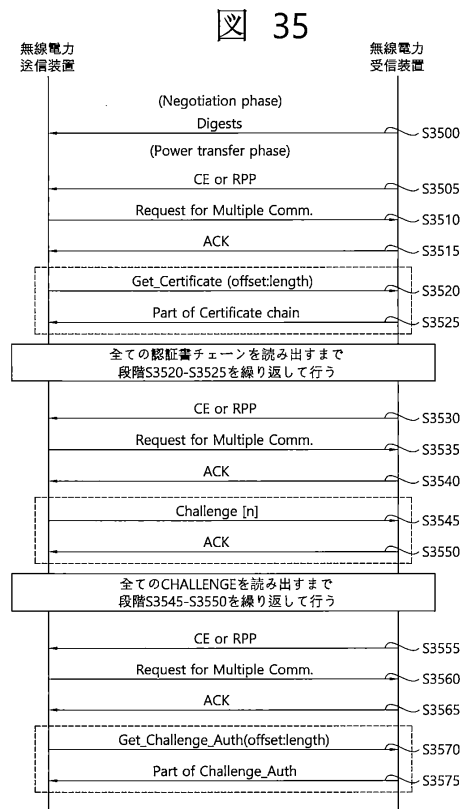 図 35
無線電力
送信装置
無線電力
受信装置
(Negotiation phase)
Digests
S3500
(Power transfer phase)
CE or RPP
S3505
Request for Multiple Comm.
S3510
ACK
S3515
Get_Certificate (offset:length)
S3520
Part of Certificate chain
S3525
全ての認証書チェーンを読み出すまで
段階S3520-S3525を繰り返して行う
CE or RPP
S3530
Request for Multiple Comm.
S3535
ACK
S3540
Challenge [n]
S3545
ACK
S3550
全てのCHALLENGEを読み出すまで
段階S3545-S3550を繰り返して行う
CE or RPP
S3555
Request for Multiple Comm.
S3560
ACK
S3565
Get_Challenge_Auth(offset:length)
S3570
Part of Challenge_Auth
S3575